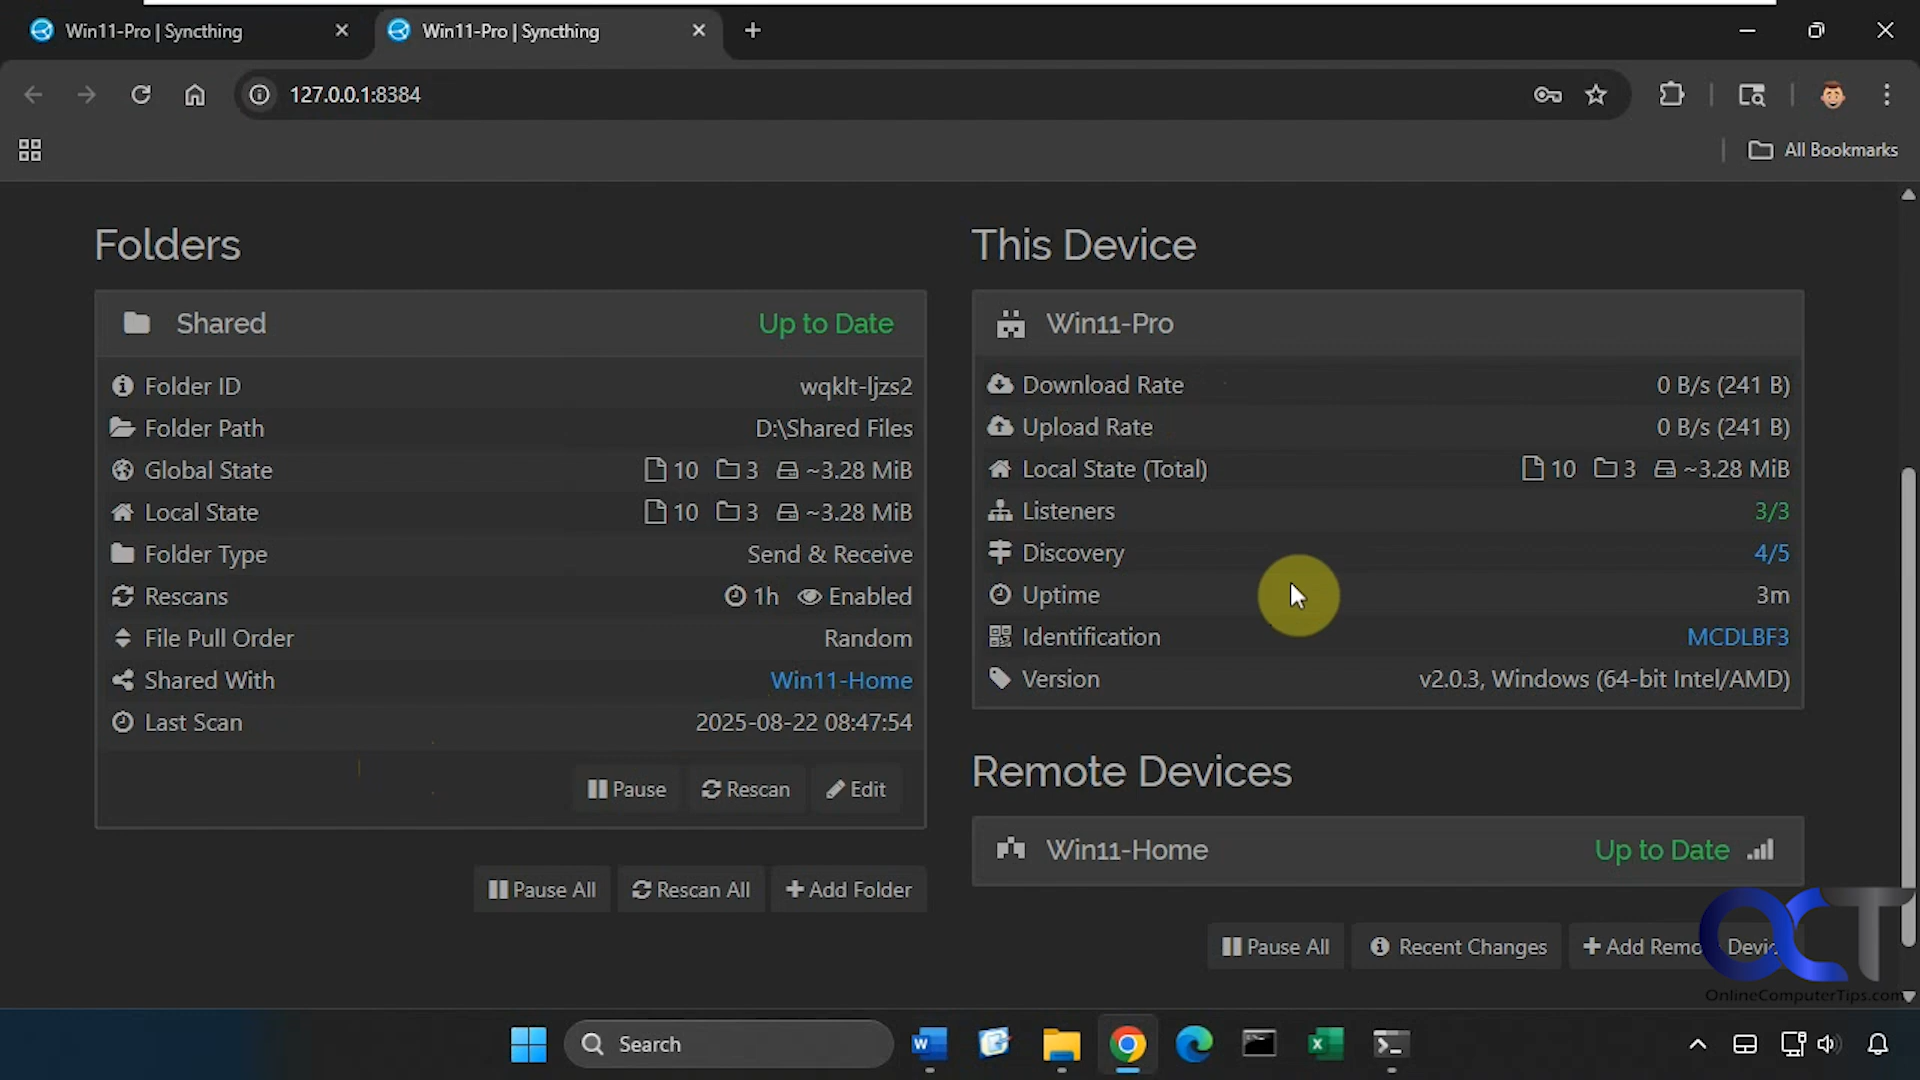 Win11-Pro | Syncthing
Win11-Pro | Syncthing
127.0.0.1:8384
All Bookmarks
Folders
Shared Up to Date
Folder ID wqklt-ljzs2
Folder Path D:\Shared Files
Global State 10 3 ~3.28 MiB
Local State 10 3 ~3.28 MiB
Folder Type Send & Receive
Rescans 1h Enabled
File Pull Order Random
Shared With Win11-Home
Last Scan 2025-08-22 08:47:54
Pause Rescan Edit
Pause All Rescan All Add Folder
This Device
Win11-Pro
Download Rate 0 B/s (241 B)
Upload Rate 0 B/s (241 B)
Local State (Total) 10 3 ~3.28 MiB
Listeners 3/3
Discovery 4/5
Uptime 3m
Identification MCDLBF3
Version v2.0.3, Windows (64-bit Intel/AMD)
Remote Devices
Win11-Home Up to Date
Pause All Recent Changes Add Remo Devic
OCT
OnlineComputerTips.com
Search